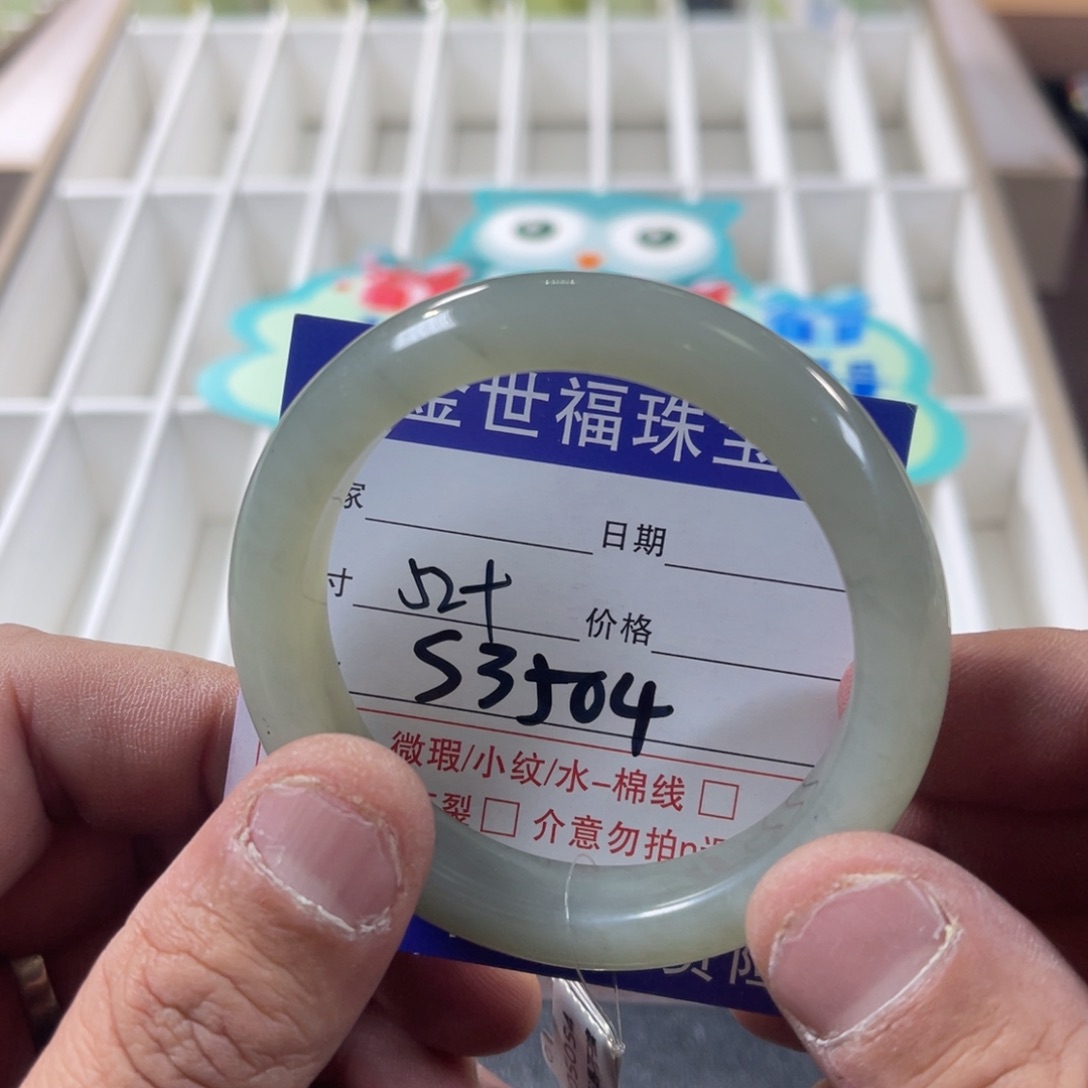 金世福珠宝
家 日期
寸 52+ 价格
S3504
微瑕/小纹/水-棉线 □
裂 □ 介意勿拍